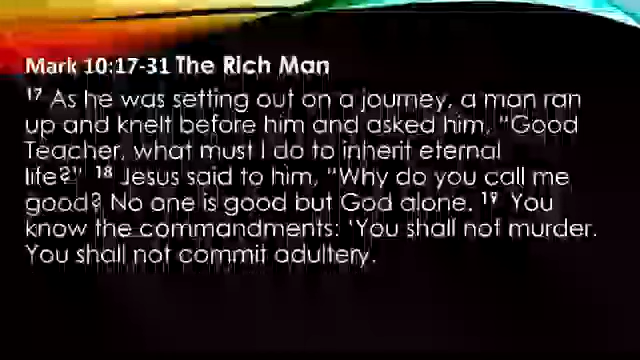 Mark 10:17-31 The Rich Man
17 As he was setting out on a journey, a man ran
up and knelt before him and asked him, "Good
Teacher, what must I do to inherit eternal
life?" 18 Jesus said to him, "Why do you call me
good? No one is good but God alone. 19 You
know the commandments: 'You shall not murder.
You shall not commit adultery.